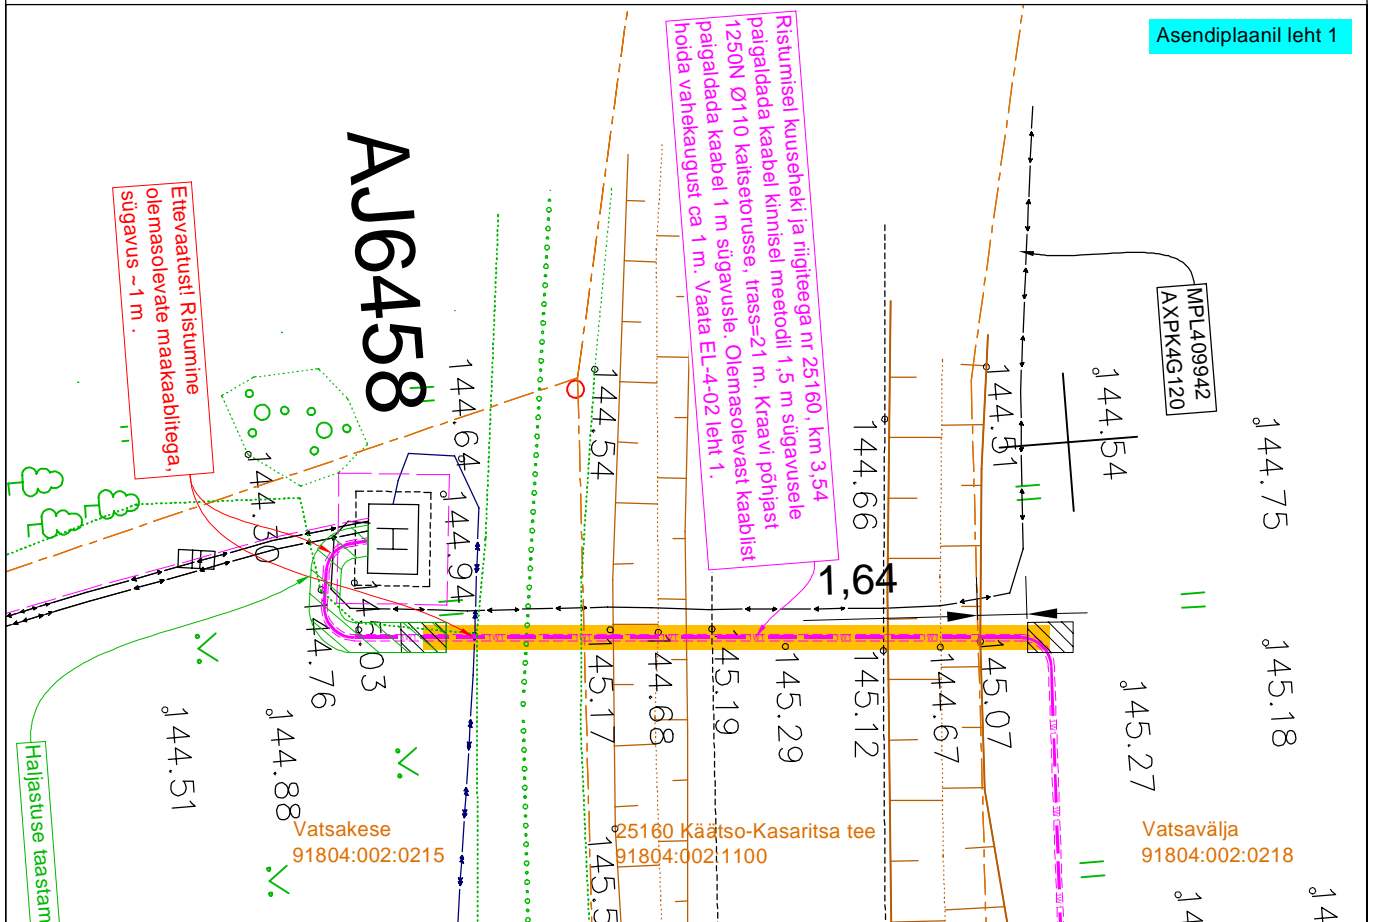 Asendiplaanil leht 1
Ristumisel kuuseheki ja riigiteega nr 25160, km 3,54
paigaldada kaabel kinnisel meetodil 1,5 m sügavusele
1250N Ø110 kaitsetorusse, trass=21 m. Kraavi põhjast
paigaldada kaabel 1 m sügavusle. Olemasolevast kaablist
hoida vahekaugust ca 1 m. Vaata EL-4-02 leht 1.
AJ6458
Ettevaatust! Ristumine
olemasolevate maakaablitega,
sügavus ~1 m .
MPL409942
AXPK4G120
144.64
144.54
144.66
144.51
144.54
144.75
144.30
144.94
H
1,64
144.76
145.17
144.68
145.19
145.29
145.12
144.67
145.07
145.27
145.18
144.51
144.88
Haljastuse taastam
Vatsakese
91804:002:0215
25160 Käätso-Kasaritsa tee
91804:002:1100
Vatsavälja
91804:002:0218
145.5